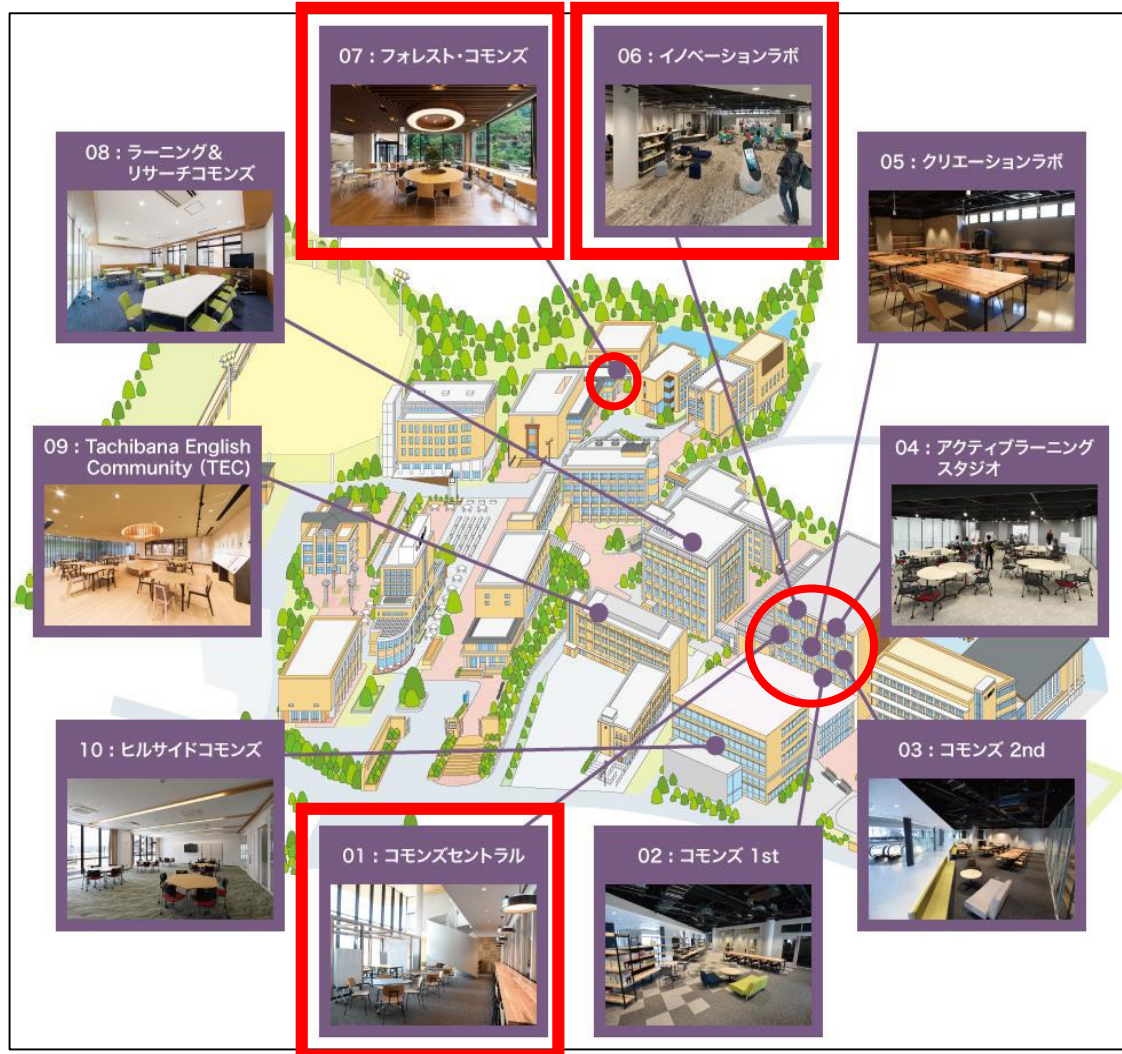 07：フォレスト・コモンズ
06：イノベーションラボ
08：ラーニング＆
リサーチコモンズ
05：クリエーションラボ
09：Tachibana English
Community（TEC）
04：アクティブラーニング
スタジオ
10：ヒルサイドコモンズ
03：コモンズ 2nd
01：コモンズセントラル
02：コモンズ 1st